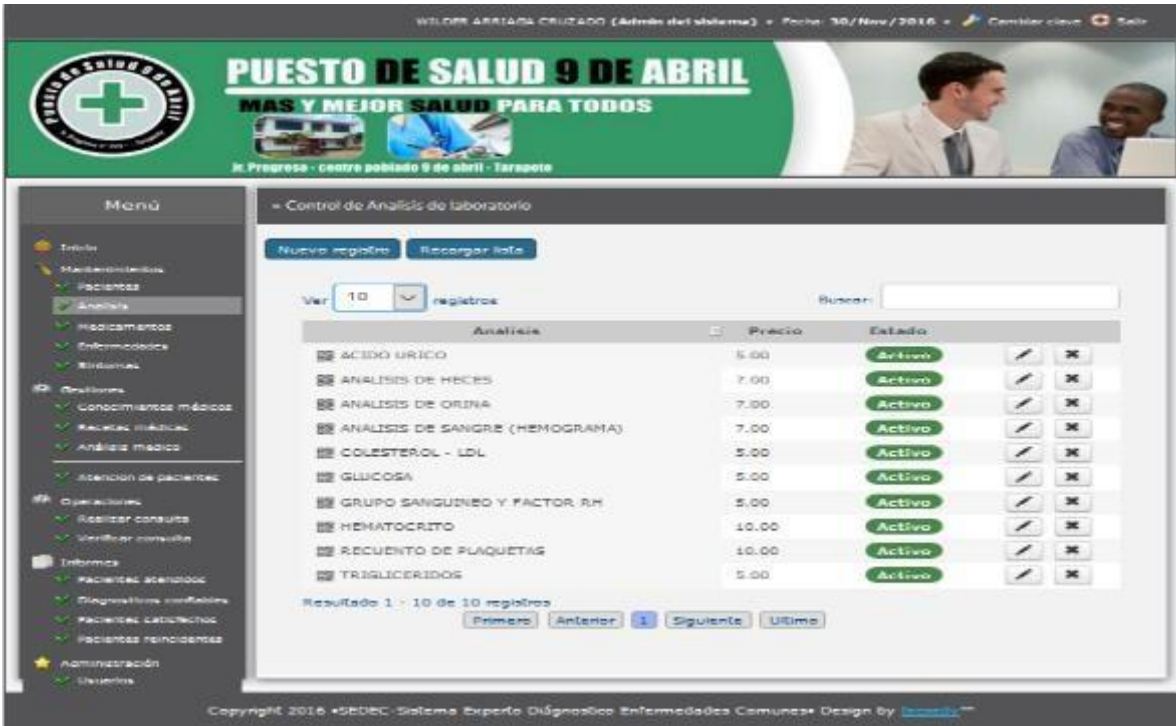 WILDER ARRIAGA CRUZADO (Admin del sistema) • Fecha: 30/Nov/2016 • Cambiar clave Salir
Puesto de Salud 9 de Abril
PUESTO DE SALUD 9 DE ABRIL
MAS Y MEJOR SALUD PARA TODOS
Jr. Progreso - centro poblado 9 de abril - Tarapoto
Menú
Inicio
Mantenimientos
Pacientes
Analisis
Medicamentos
Enfermedades
Sintomas
Gestiones
Conocimientos médicos
Recetas médicas
Análisis medico
Atención de pacientes
Operaciones
Realizar consulta
Verificar consulta
Informes
Pacientes atendidos
Diagnosticos confiables
Pacientes satisfechos
Pacientes reincidentes
Administración
Usuarios
» Control de Analisis de laboratorio
Nuevo registro Recargar lista
Ver 10 registros Buscar:
Analisis Precio Estado
ACIDO URICO 5.00 Activo
ANALISIS DE HECES 7.00 Activo
ANALISIS DE ORINA 7.00 Activo
ANALISIS DE SANGRE (HEMOGRAMA) 7.00 Activo
COLESTEROL - LDL 5.00 Activo
GLUCOSA 5.00 Activo
GRUPO SANGUINEO Y FACTOR RH 5.00 Activo
HEMATOCRITO 10.00 Activo
RECUENTO DE PLAQUETAS 10.00 Activo
TRIGLICERIDOS 5.00 Activo
Resultado 1 - 10 de 10 registros
Primero Anterior 1 Siguiente Ultimo
Copyright 2016 •SEDEC-Sistema Experto Diágnostico Enfermedades Comunes• Design by